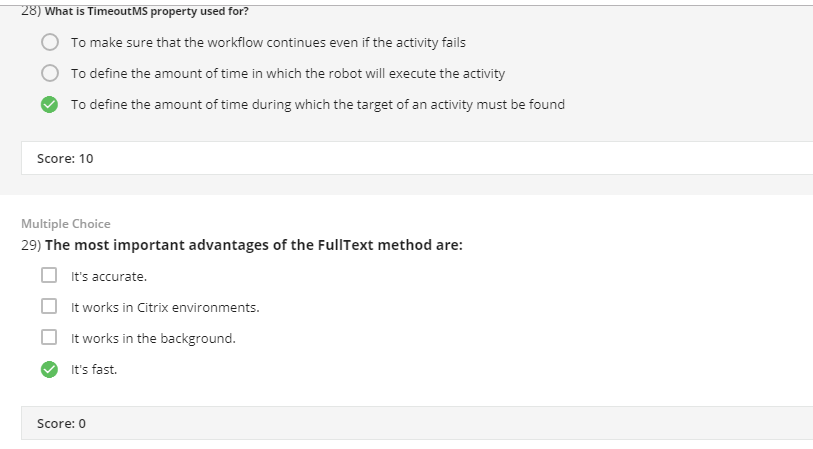 28) What is TimeoutMS property used for?
To make sure that the workflow continues even if the activity fails
To define the amount of time in which the robot will execute the activity
To define the amount of time during which the target of an activity must be found
Score: 10
Multiple Choice
29) The most important advantages of the FullText method are:
It's accurate.
It works in Citrix environments.
It works in the background.
It's fast.
Score: 0